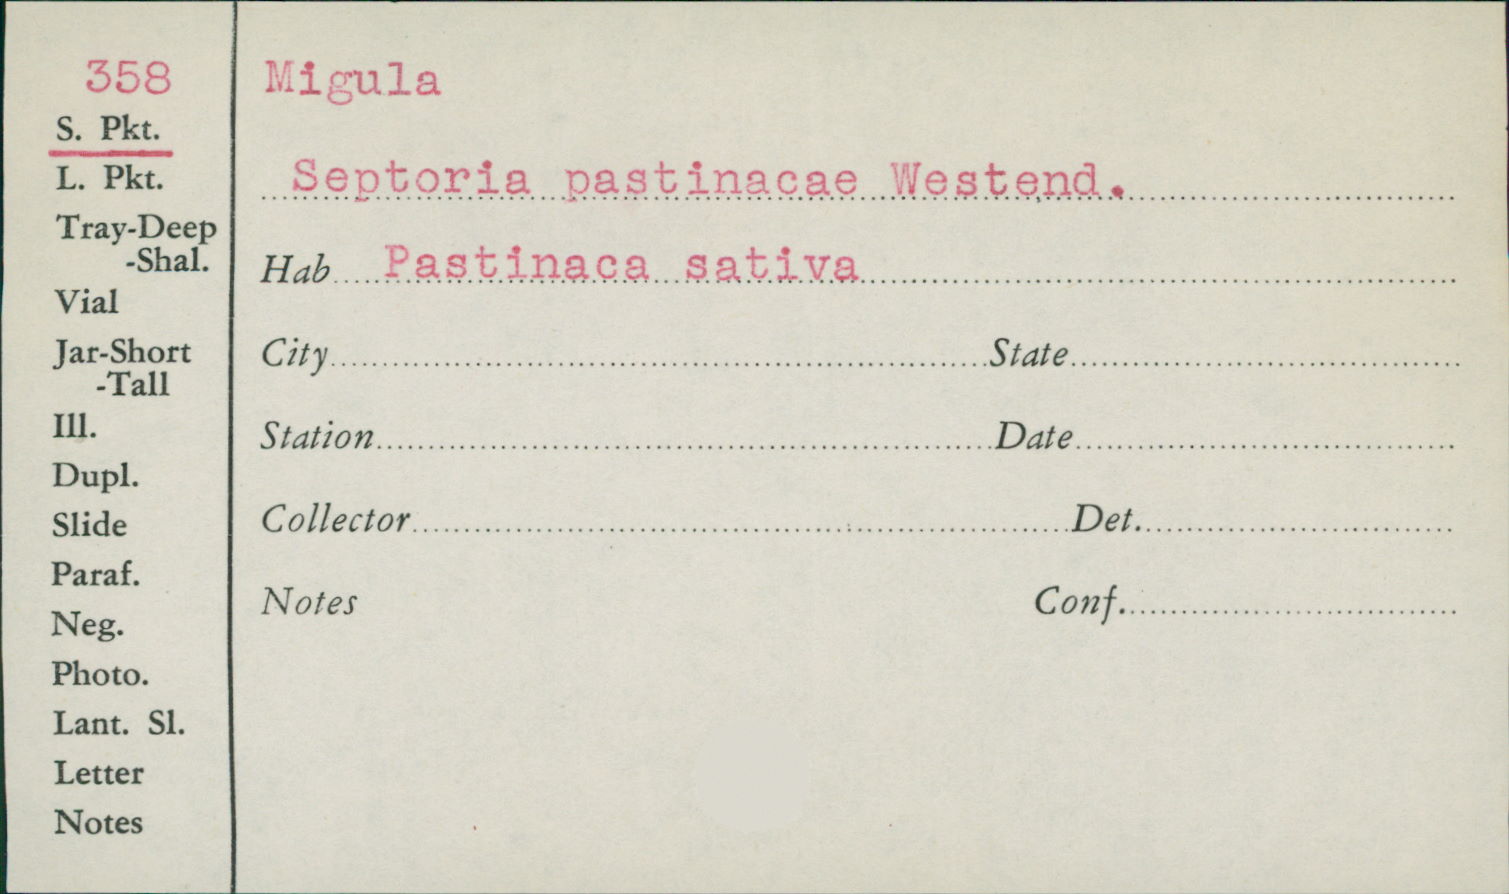 358
S. Pkt.
L. Pkt.
Tray-Deep
-Shal.
Vial
Jar-Short
-Tall
Ill.
Dupl.
Slide
Paraf.
Neg.
Photo.
Lant. Sl.
Letter
Notes
Migula
Septoria pastinacae Westend.
Hab Pastinaca sativa
City State
Station Date
Collector Det.
Notes Conf.